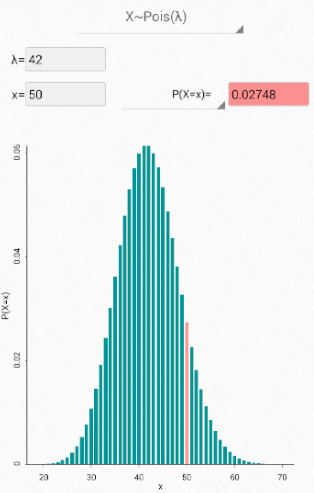 X~Pois(λ)
λ= 42
x= 50 P(X=x)= 0.02748
0.06
0.04
0.02
0
P(X=x)
20 30 40 50 60 70
x